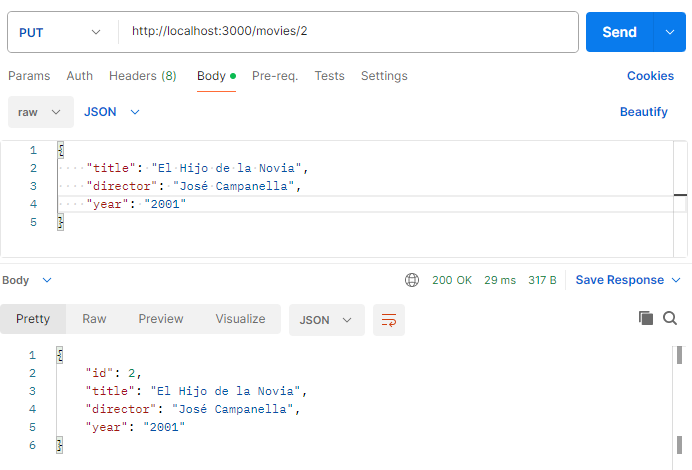 PUT http://localhost:3000/movies/2 Send
Params Auth Headers (8) Body Pre-req. Tests Settings Cookies
raw JSON Beautify
1 {
2 "title": "El Hijo de la Novia",
3 "director": "José Campanella",
4 "year": "2001"
5 }
Body 200 OK 29 ms 317 B Save Response
Pretty Raw Preview Visualize JSON
1 {
2 "id": 2,
3 "title": "El Hijo de la Novia",
4 "director": "José Campanella",
5 "year": "2001"
6 }